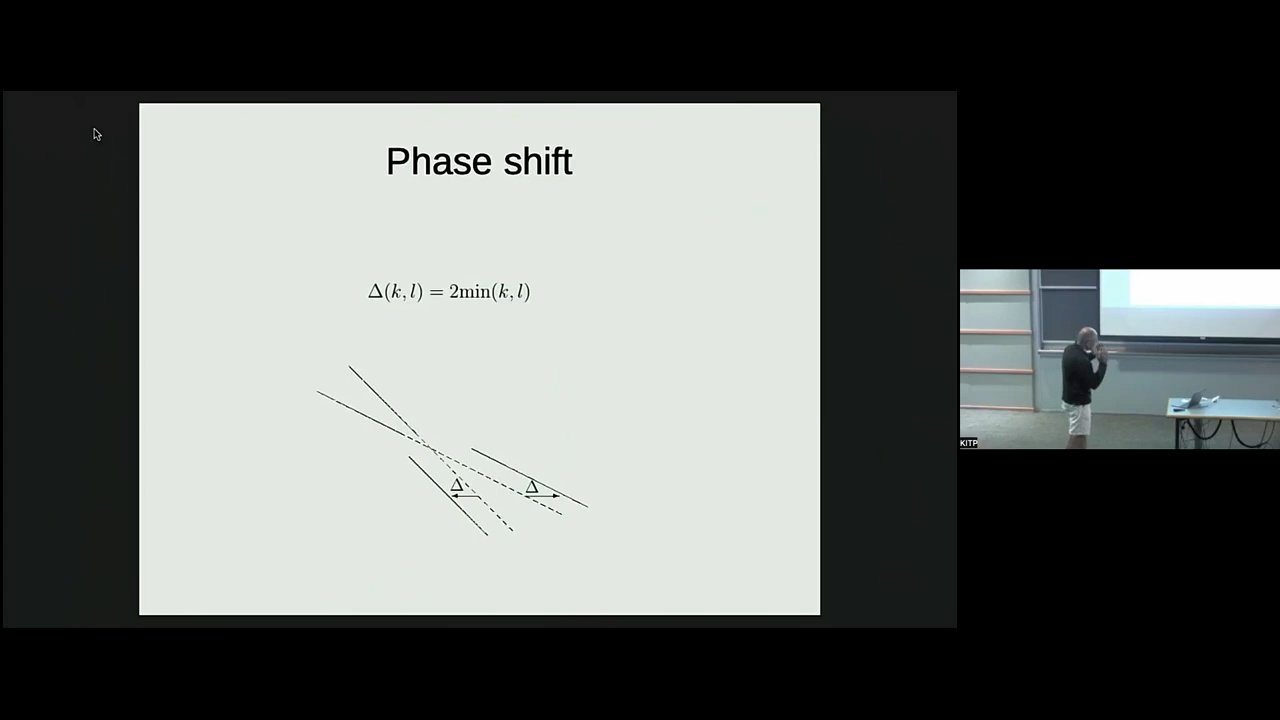 Phase shift
Δ(k, l) = 2min(k, l)
Δ
Δ
KITP